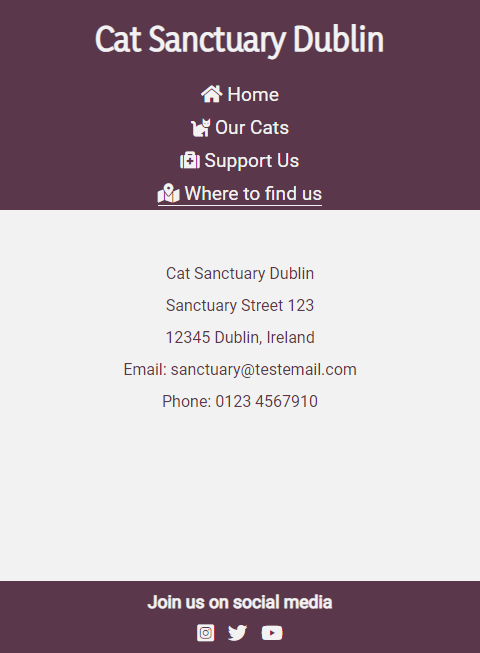 Cat Sanctuary Dublin
Home
Our Cats
Support Us
Where to find us
Cat Sanctuary Dublin
Sanctuary Street 123
12345 Dublin, Ireland
Email: sanctuary@testemail.com
Phone: 0123 4567910
Join us on social media